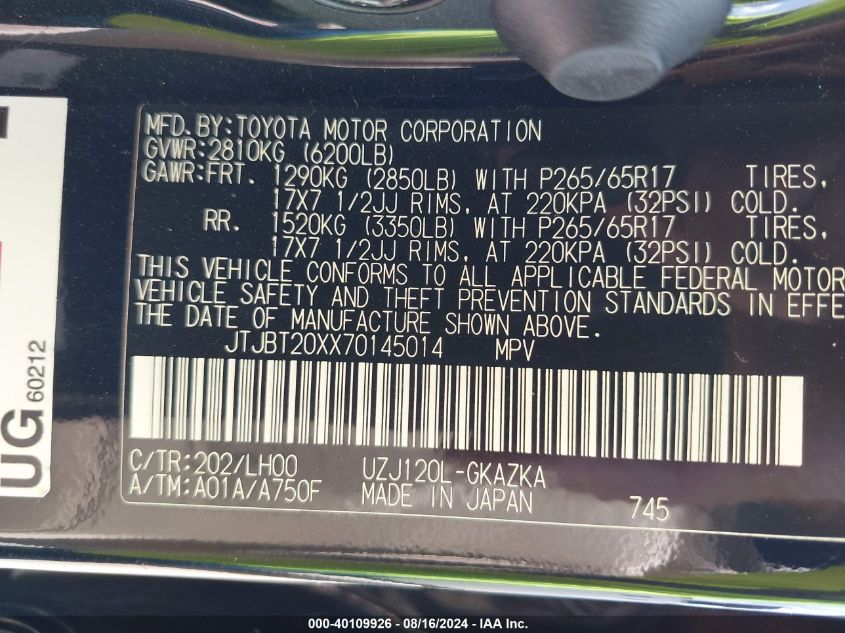 MFD. BY: TOYOTA MOTOR CORPORATION
GVWR: 2810KG (6200LB)
GAWR: FRT. 1290KG (2850LB) WITH P265/65R17 TIRES,
17X7 1/2JJ RIMS, AT 220KPA (32PSI) COLD.
RR. 1520KG (3350LB) WITH P265/65R17 TIRES,
17X7 1/2JJ RIMS, AT 220KPA (32PSI) COLD.
THIS VEHICLE CONFORMS TO ALL APPLICABLE FEDERAL MOTOR
VEHICLE SAFETY AND THEFT PREVENTION STANDARDS IN EFFE
THE DATE OF MANUFACTURE SHOWN ABOVE.
JTJBT20XX70145014 MPV
C/TR: 202/LH00 UZJ120L-GKAZKA
A/TM: A01A/A750F MADE IN JAPAN 745
UG 60212
000-40109926 - 08/16/2024 - Copyright IAA, Inc.